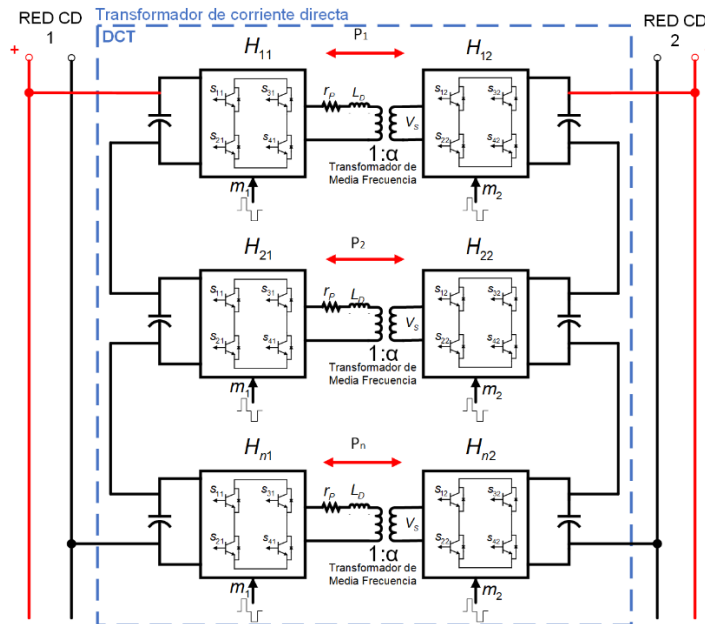 Transformador de corriente directa
RED CD
1
RED CD
2
+
DCT
H11
P1
H12
S11
S31
S21
S41
rP
LD
VS
1:α
Transformador de
Media Frecuencia
S12
S32
S22
S42
m1
m2
H21
P2
H22
S11
S31
S21
S41
rP
LD
VS
1:α
Transformador de
Media Frecuencia
S12
S32
S22
S42
m1
m2
Hn1
Pn
Hn2
S11
S31
S21
S41
rP
LD
VS
1:α
Transformador de
Media Frecuencia
S12
S32
S22
S42
m1
m2